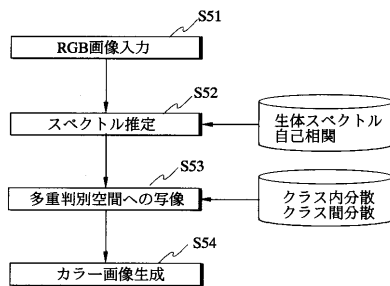 S51
RGB画像入力
S52
スペクトル推定
生体スペクトル
自己相関
S53
多重判別空間への写像
クラス内分散
クラス間分散
S54
カラー画像生成